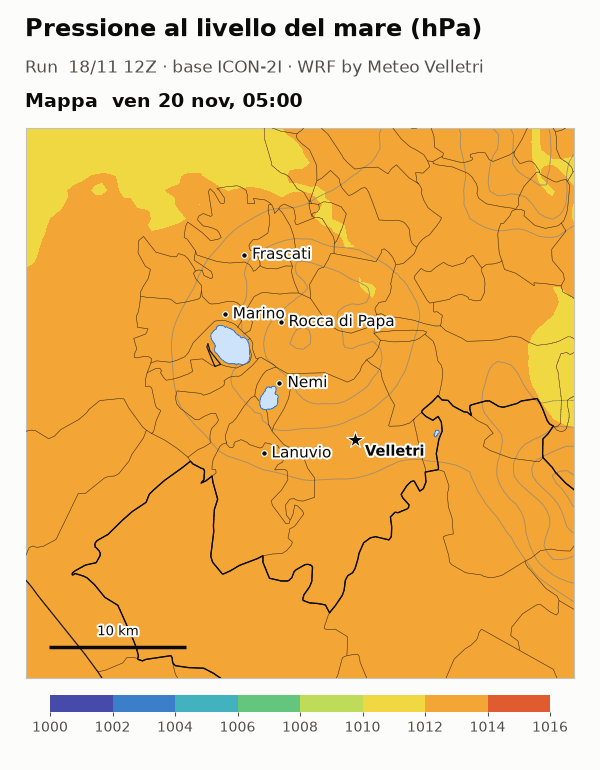 Pressione al livello del mare (hPa)
Run  18/11 12Z · base ICON-2I · WRF by Meteo Velletri
Mappa  ven 20 nov, 05:00
Frascati
Marino
Rocca di Papa
Nemi
Velletri
Lanuvio
10 km
1000 1002 1004 1006 1008 1010 1012 1014 1016